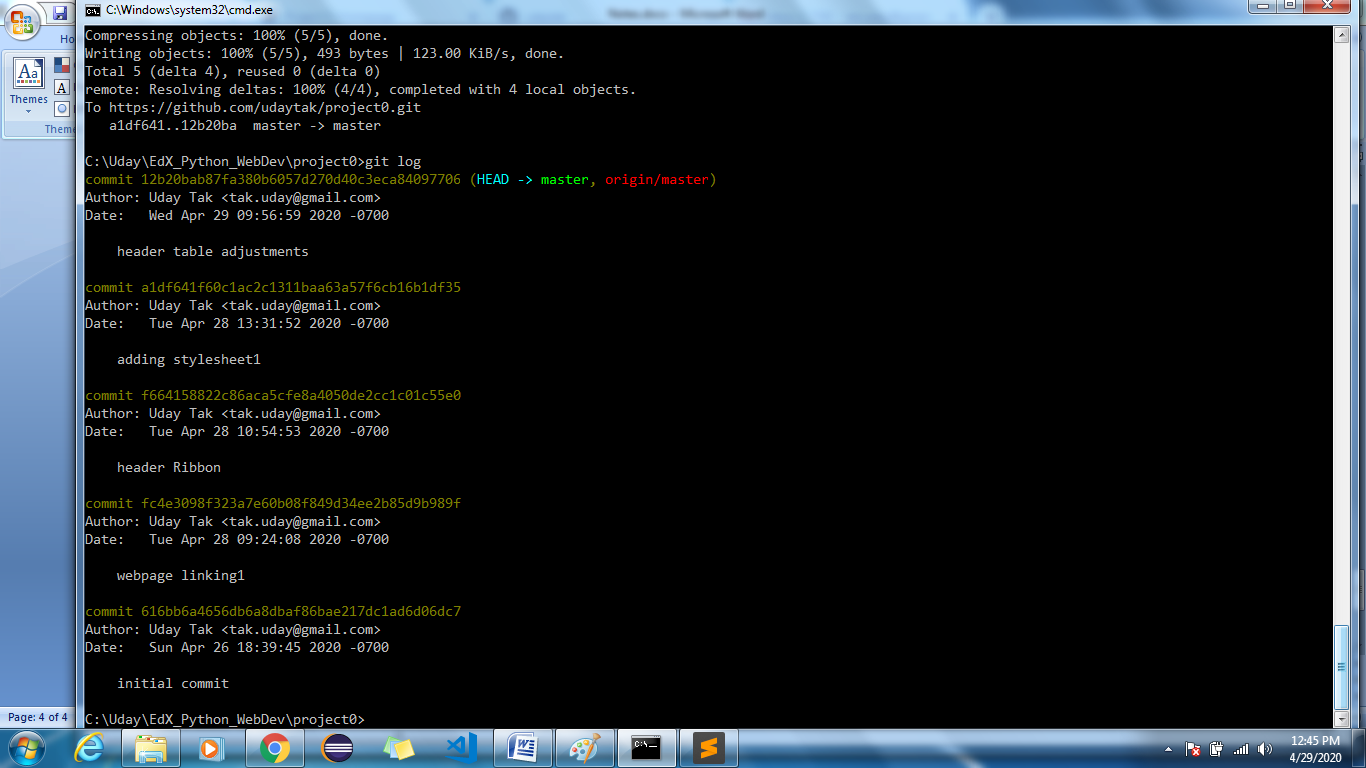 C:\Windows\system32\cmd.exe
Compressing objects: 100% (5/5), done.
Writing objects: 100% (5/5), 493 bytes | 123.00 KiB/s, done.
Total 5 (delta 4), reused 0 (delta 0)
remote: Resolving deltas: 100% (4/4), completed with 4 local objects.
To https://github.com/udaytak/project0.git
   a1df641..12b20ba  master -> master
C:\Uday\EdX_Python_WebDev\project0>git log
commit 12b20bab87fa380b6057d270d40c3eca84097706 (HEAD -> master, origin/master)
Author: Uday Tak <tak.uday@gmail.com>
Date:   Wed Apr 29 09:56:59 2020 -0700
    header table adjustments
commit a1df641f60c1ac2c1311baa63a57f6cb16b1df35
Author: Uday Tak <tak.uday@gmail.com>
Date:   Tue Apr 28 13:31:52 2020 -0700
    adding stylesheet1
commit f664158822c86aca5cfe8a4050de2cc1c01c55e0
Author: Uday Tak <tak.uday@gmail.com>
Date:   Tue Apr 28 10:54:53 2020 -0700
    header Ribbon
commit fc4e3098f323a7e60b08f849d34ee2b85d9b989f
Author: Uday Tak <tak.uday@gmail.com>
Date:   Tue Apr 28 09:24:08 2020 -0700
    webpage linking1
commit 616bb6a4656db6a8dbaf86bae217dc1ad6d06dc7
Author: Uday Tak <tak.uday@gmail.com>
Date:   Sun Apr 26 18:39:45 2020 -0700
    initial commit
C:\Uday\EdX_Python_WebDev\project0>
Ho
Aa
A
Themes
Theme
Page: 4 of 4
12:45 PM
4/29/2020